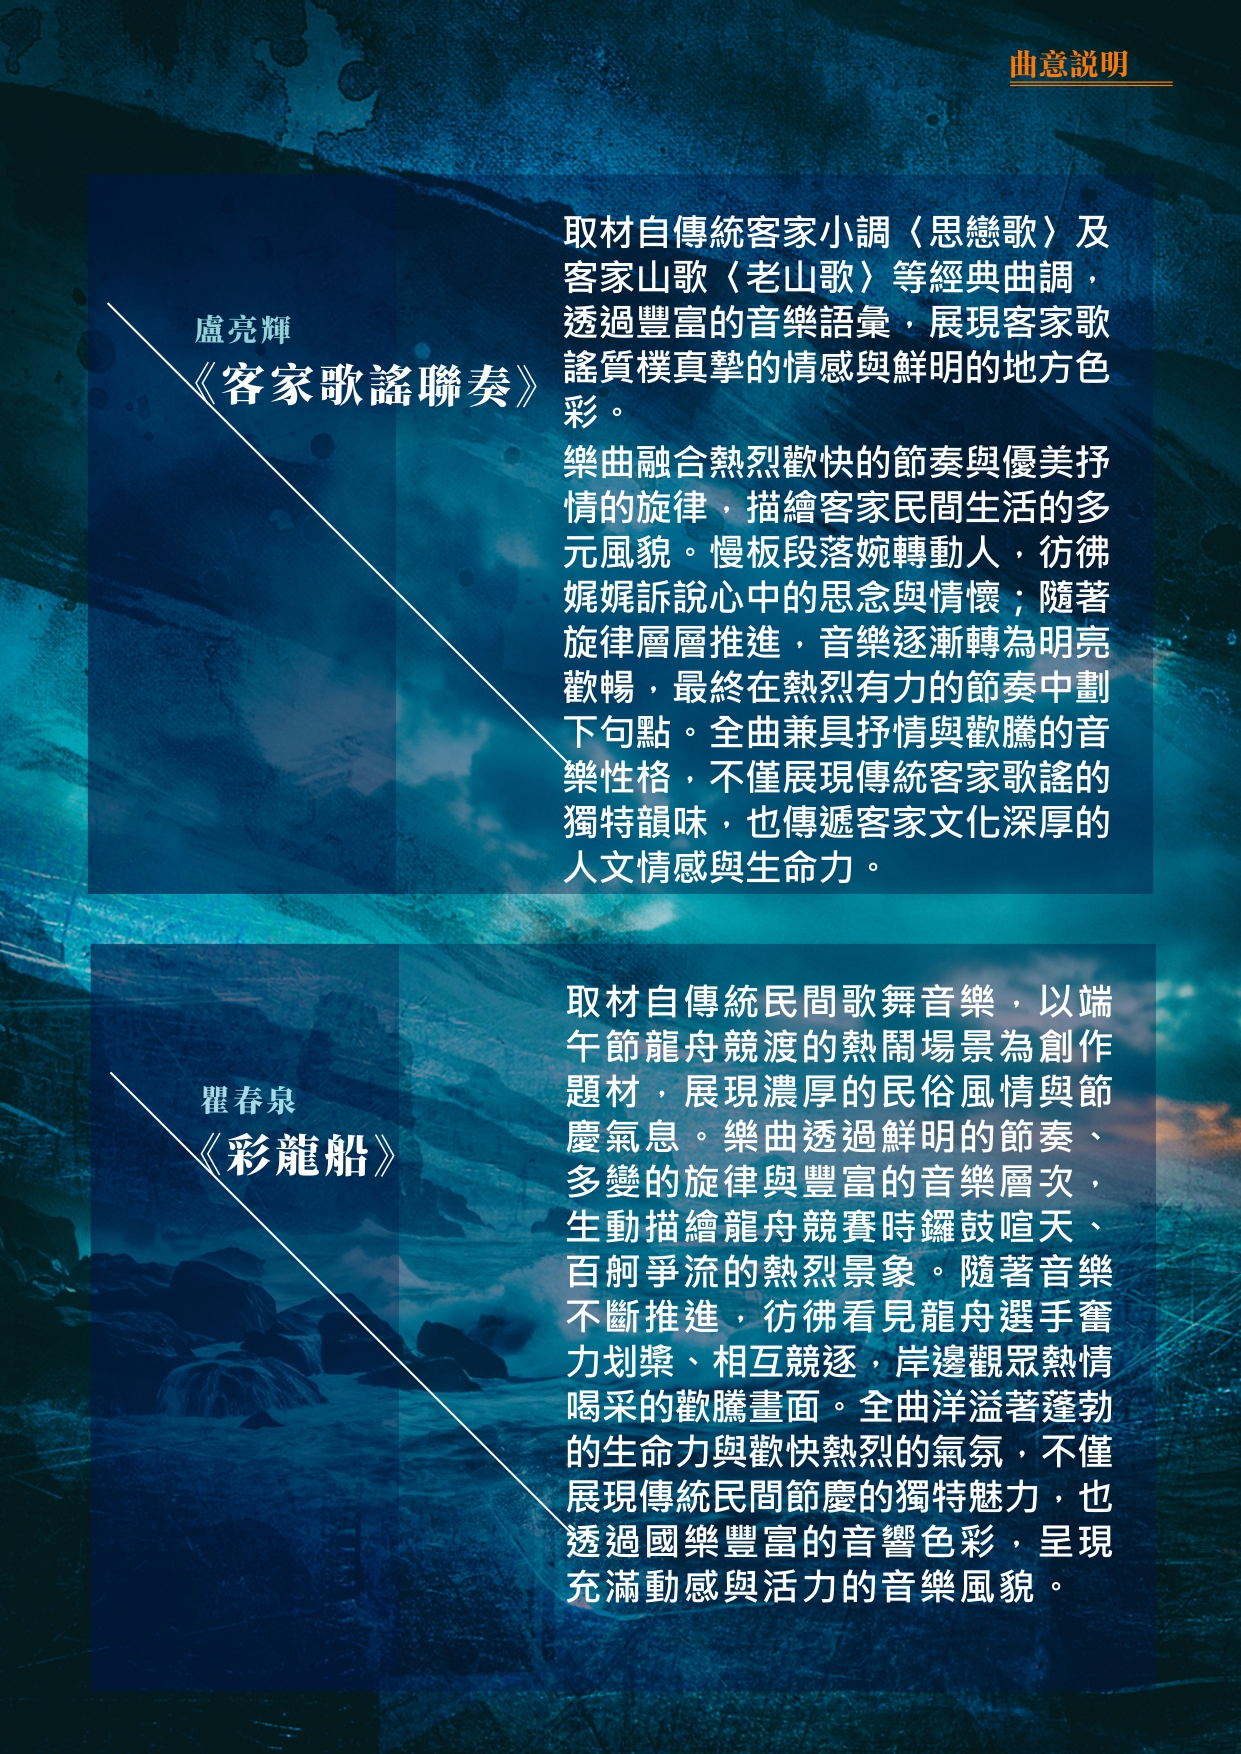 曲意説明
盧亮輝
《客家歌謠聯奏》
取材自傳統客家小調〈思戀歌〉及
客家山歌〈老山歌〉等經典曲調，
透過豐富的音樂語彙，展現客家歌
謠質樸真摯的情感與鮮明的地方色
彩。
樂曲融合熱烈歡快的節奏與優美抒
情的旋律，描繪客家民間生活的多
元風貌。慢板段落婉轉動人，彷彿
娓娓訴說心中的思念與情懷；隨著
旋律層層推進，音樂逐漸轉為明亮
歡暢，最終在熱烈有力的節奏中劃
下句點。全曲兼具抒情與歡騰的音
樂性格，不僅展現傳統客家歌謠的
獨特韻味，也傳遞客家文化深厚的
人文情感與生命力。
瞿春泉
《彩龍船》
取材自傳統民間歌舞音樂，以端
午節龍舟競渡的熱鬧場景為創作
題材，展現濃厚的民俗風情與節
慶氣息。樂曲透過鮮明的節奏、
多變的旋律與豐富的音樂層次，
生動描繪龍舟競賽時鑼鼓喧天、
百舸爭流的熱烈景象。隨著音樂
不斷推進，彷彿看見龍舟選手奮
力划槳、相互競逐，岸邊觀眾熱情
喝采的歡騰畫面。全曲洋溢著蓬勃
的生命力與歡快熱烈的氣氛，不僅
展現傳統民間節慶的獨特魅力，也
透過國樂豐富的音響色彩，呈現
充滿動感與活力的音樂風貌。